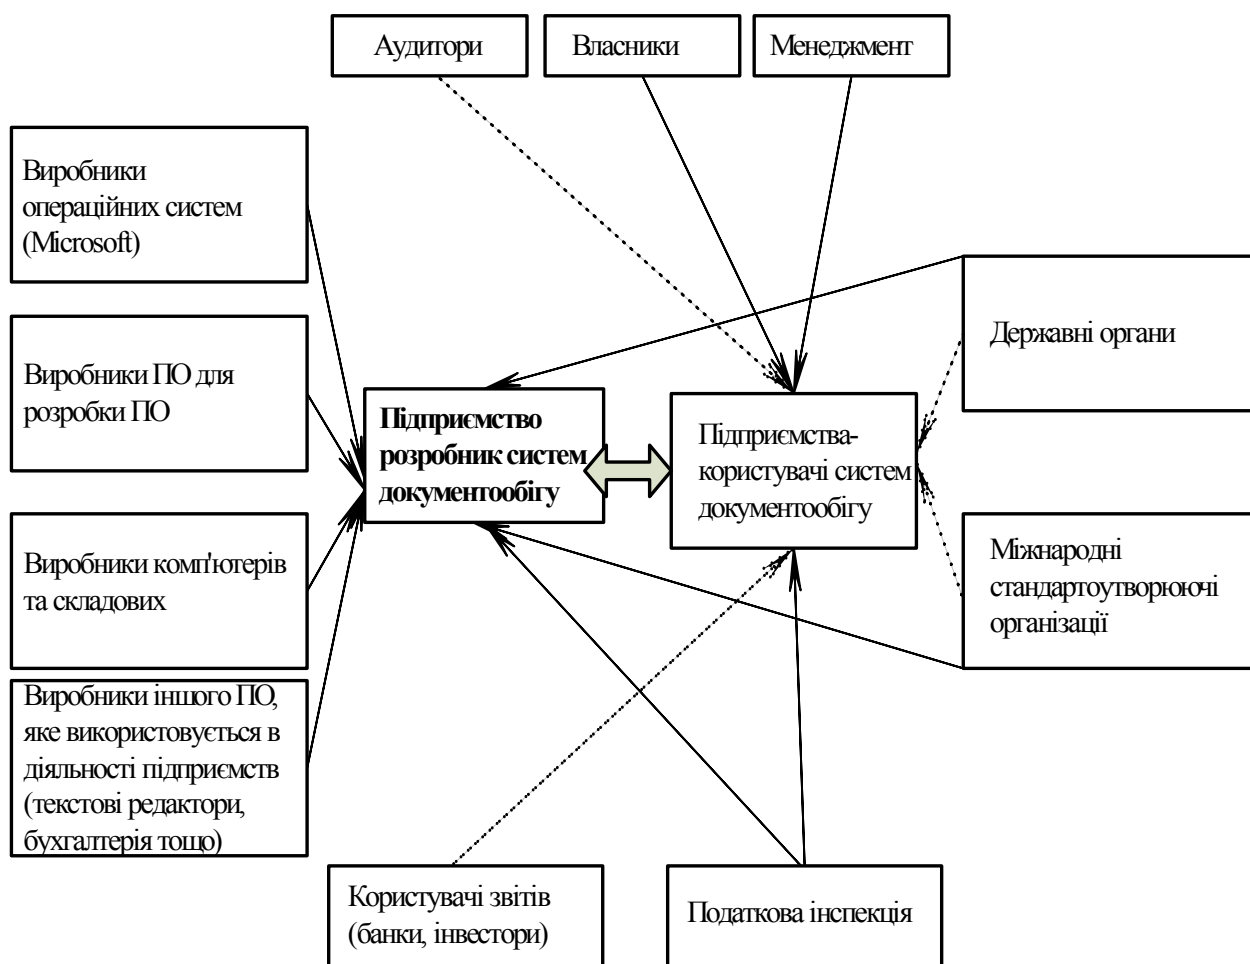 Аудитори
Власники
Менеджмент
Виробники
операційних систем
(Microsoft)
Державні органи
Виробники ПО для
розробки ПО
Підприємство
розробник систем
документообігу
Підприємства-
користувачі систем
документообігу
Виробники комп'ютерів
та складових
Міжнародні
стандартоутворюючі
організації
Виробники іншого ПО,
яке використовується в
діяльності підприємств
(текстові редактори,
бухгалтерія тощо)
Користувачі звітів
(банки, інвестори)
Податкова інспекція